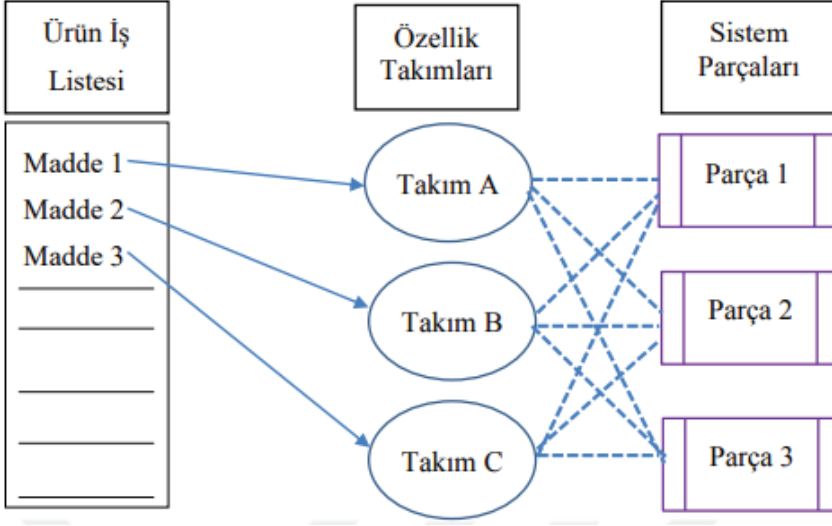 Ürün İş
Listesi
Özellik
Takımları
Sistem
Parçaları
Madde 1
Madde 2
Madde 3
Takım A
Takım B
Takım C
Parça 1
Parça 2
Parça 3